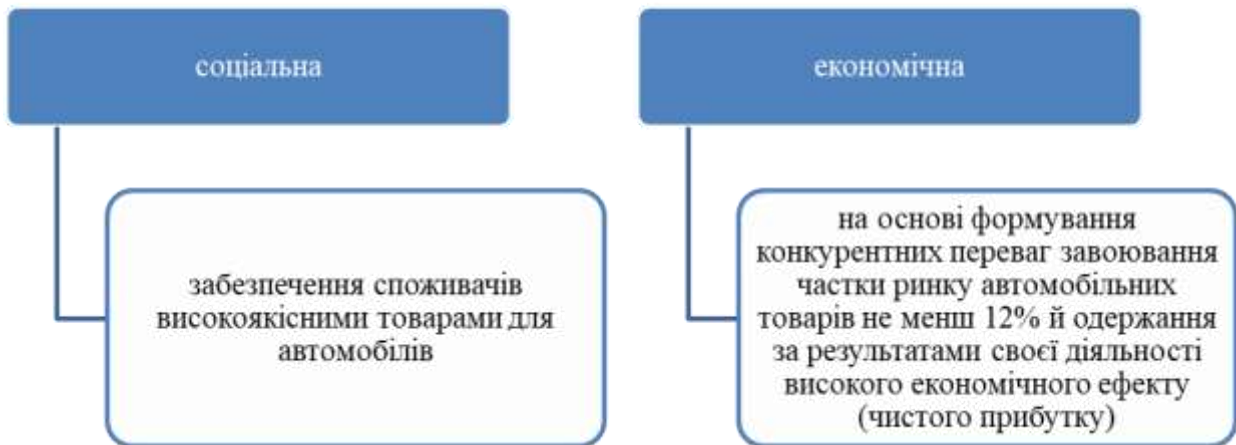 соціальна
забезпечення споживачів
високоякісними товарами для
автомобілів
економічна
на основі формування
конкурентних переваг завоювання
частки ринку автомобільних
товарів не менш 12% й одержання
за результатами своєї діяльності
високого економічного ефекту
(чистого прибутку)